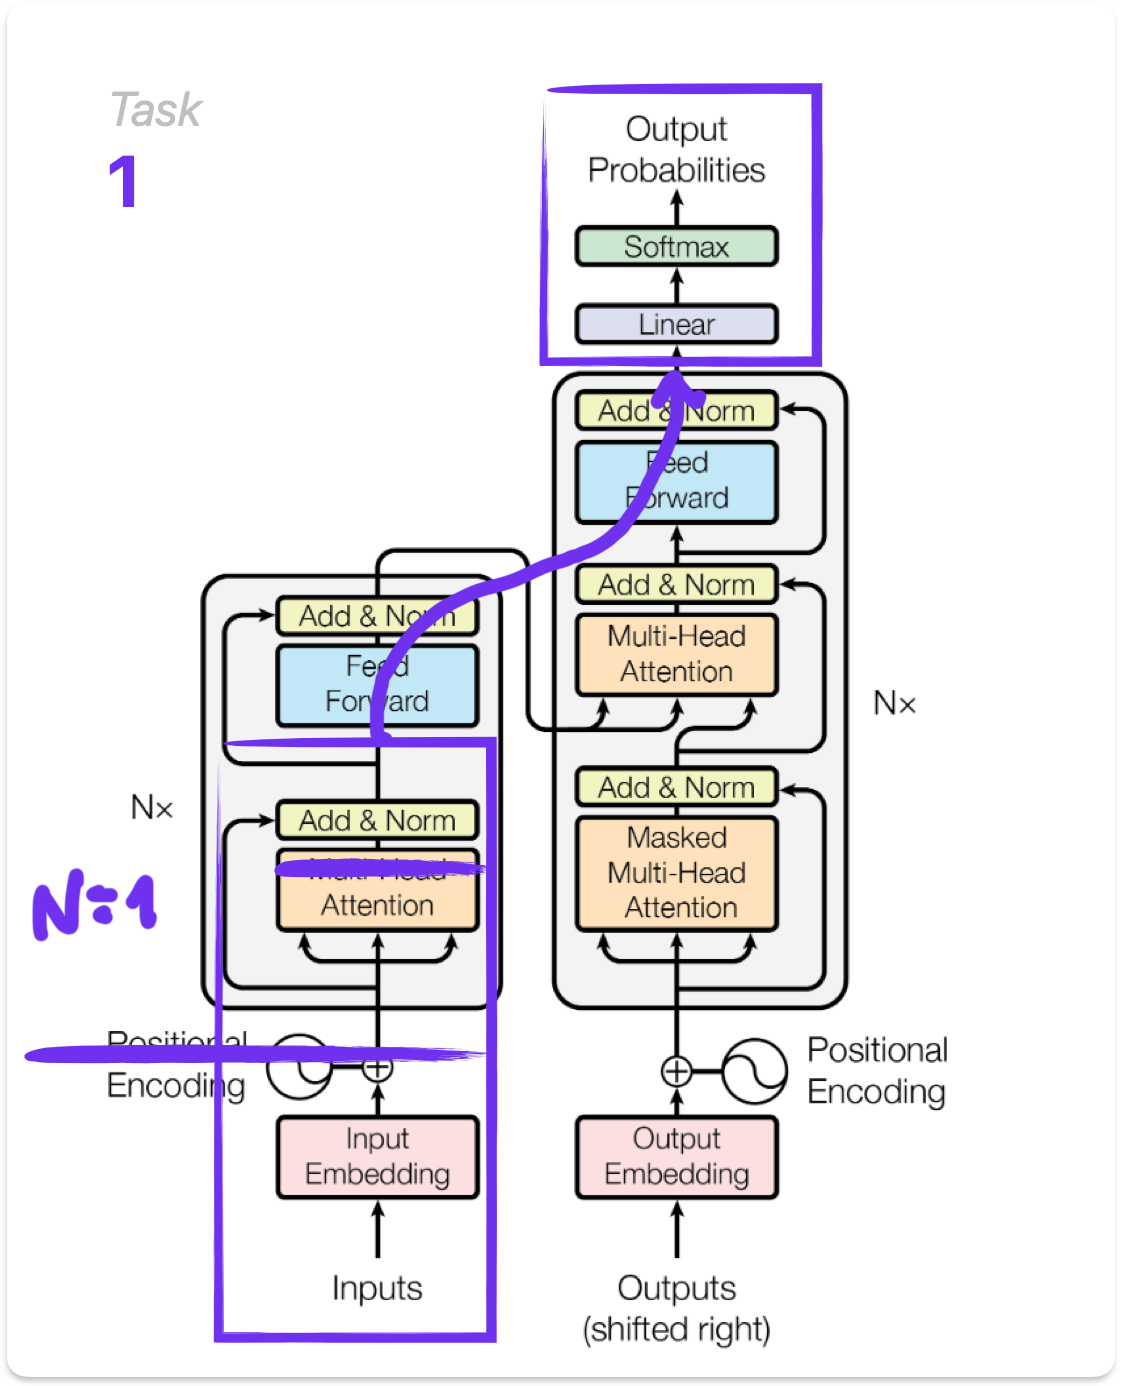 Task
1
Output
Probabilities
Softmax
Linear
Add & Norm
Feed
Forward
Add & Norm
Multi-Head
Attention
Add & Norm
Feed
Forward
Nx
Add & Norm
Masked
Multi-Head
Attention
Nx
Add & Norm
Multi-Head
Attention
N=1
Positional
Encoding
Positional
Encoding
Input
Embedding
Output
Embedding
Inputs
Outputs
(shifted right)